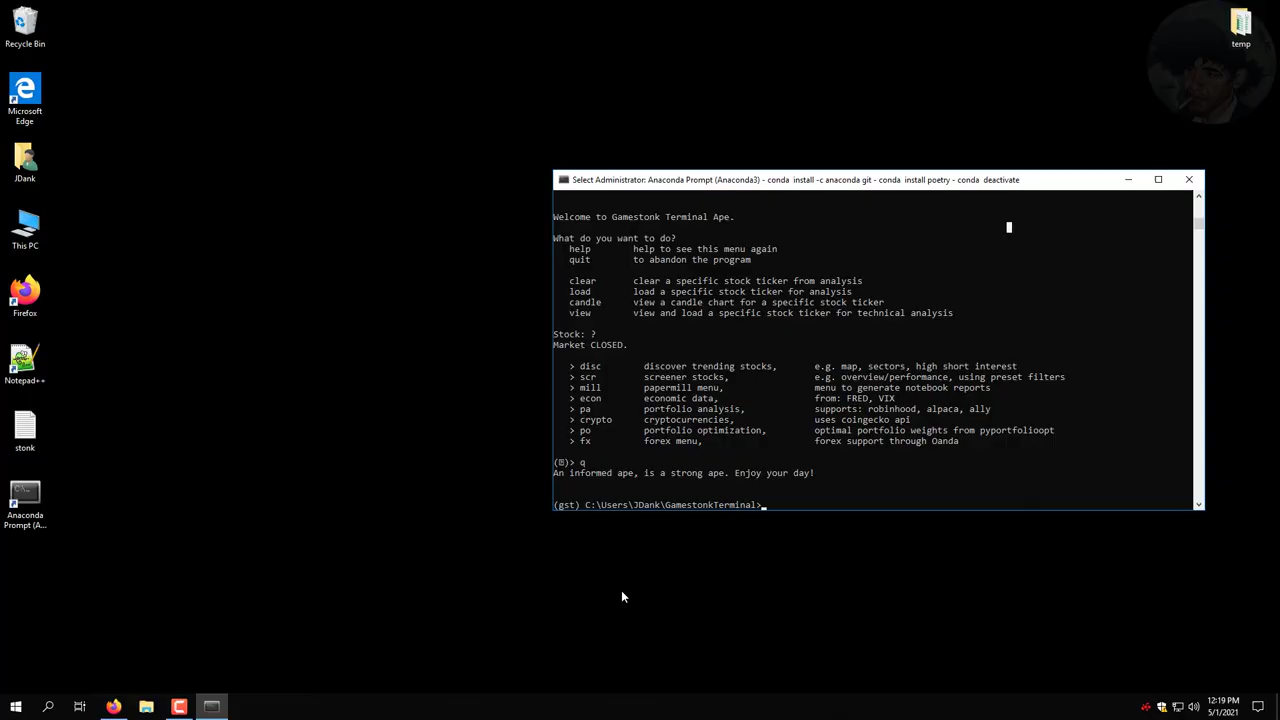 Recycle Bin
Microsoft
Edge
JDank
This PC
Firefox
Notepad++
stonk
Anaconda
Prompt (A...
temp
Select Administrator: Anaconda Prompt (Anaconda3) - conda install -c anaconda git - conda install poetry - conda deactivate
Welcome to Gamestonk Terminal Ape.
What do you want to do?
help help to see this menu again
quit to abandon the program
clear clear a specific stock ticker from analysis
load load a specific stock ticker for analysis
candle view a candle chart for a specific stock ticker
view view and load a specific stock ticker for technical analysis
Stock: ?
Market CLOSED.
> disc discover trending stocks, e.g. map, sectors, high short interest
> scr screener stocks, e.g. overview/performance, using preset filters
> mill papermill menu, menu to generate notebook reports
> econ economic data, from: FRED, VIX
> pa portfolio analysis, supports: robinhood, alpaca, ally
> crypto cryptocurrencies, uses coingecko api
> po portfolio optimization, optimal portfolio weights from pyportfolioopt
> fx forex menu, forex support through Oanda
(⍰)> q
An informed ape, is a strong ape. Enjoy your day!
(gst) C:\Users\JDank\GamestonkTerminal>
12:19 PM
5/1/2021